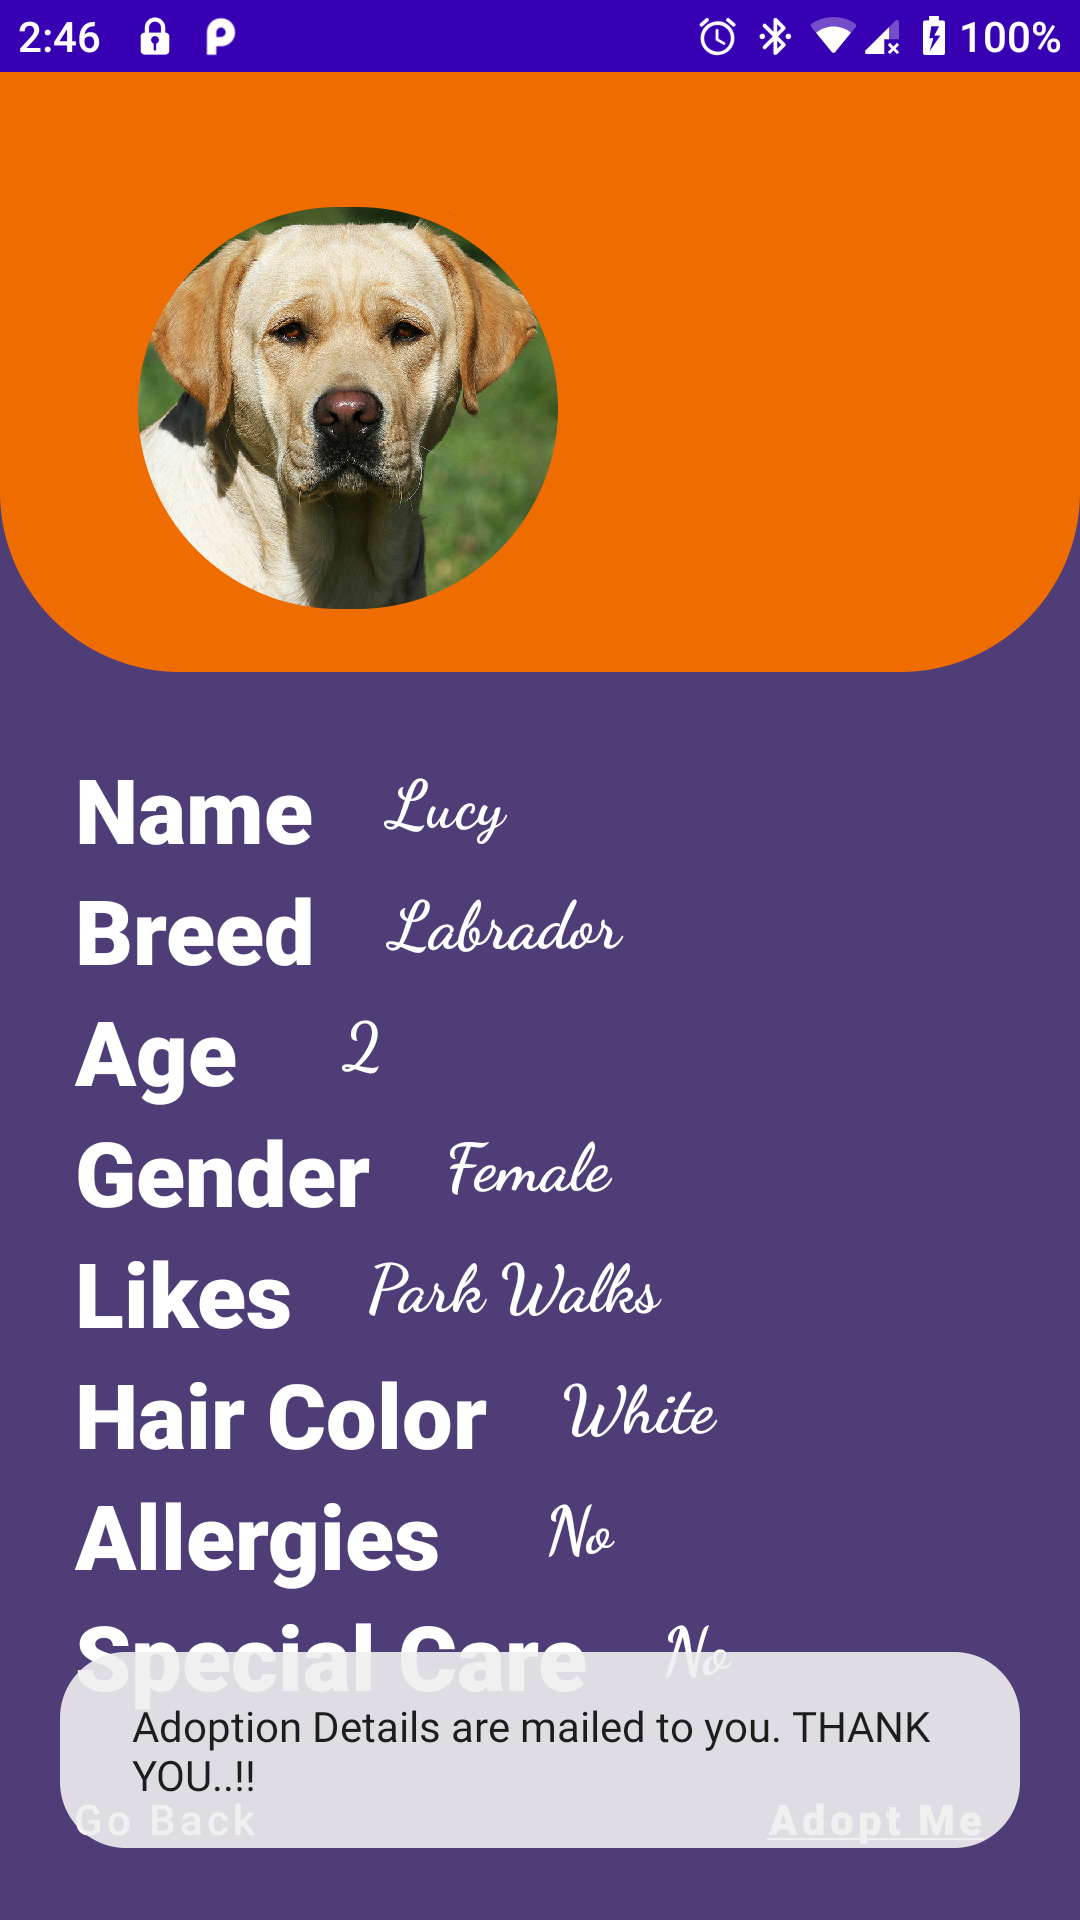 2:46 100%
Name Lucy
Breed Labrador
Age 2
Gender Female
Likes Park Walks
Hair Color White
Allergies No
Special Care No
Adoption Details are mailed to you. THANK
YOU..!!
Go Back Adopt Me